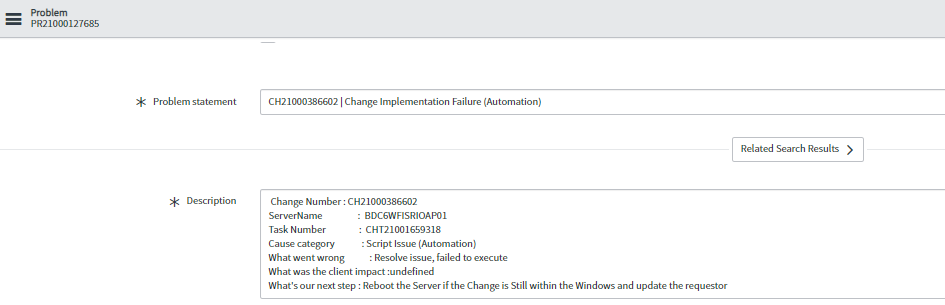 Problem
PR21000127685
Problem statement
CH21000386602 | Change Implementation Failure (Automation)
Related Search Results
Description
Change Number : CH21000386602
ServerName : BDC6WFISRIOAP01
Task Number : CHT21001659318
Cause category : Script Issue (Automation)
What went wrong : Resolve issue, failed to execute
What was the client impact :undefined
What's our next step : Reboot the Server if the Change is Still within the Windows and update the requestor